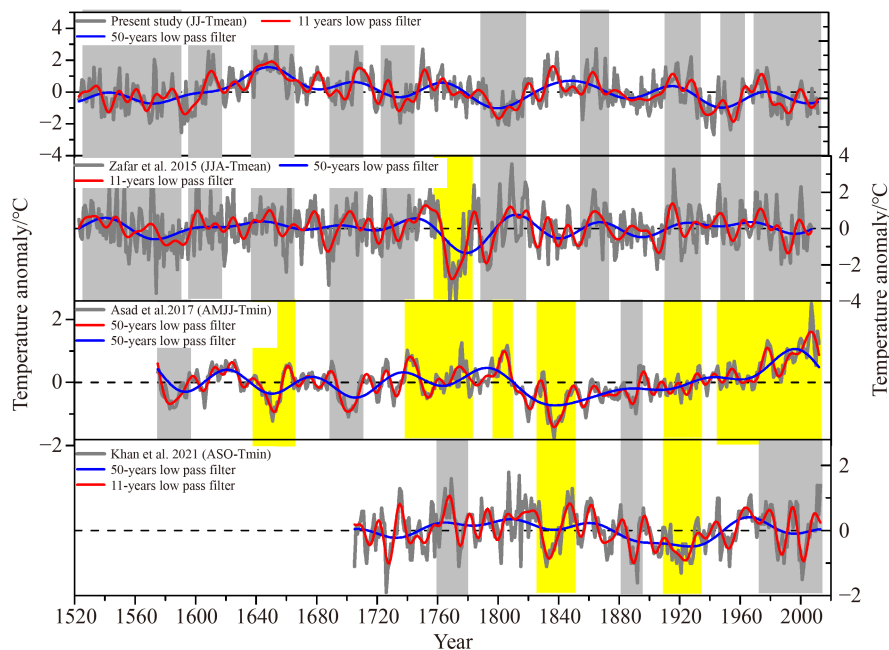 Present study (JJ-Tmean) 11 years low pass filter
50-years low pass filter
4
2
0
−2
−4
Zafar et al. 2015 (JJA-Tmean) 50-years low pass filter
11-years low pass filter
4
2
0
−2
−4
Asad et al.2017 (AMJJ-Tmin)
50-years low pass filter
50-years low pass filter
2
0
−2
Khan et al. 2021 (ASO-Tmin)
50-years low pass filter
11-years low pass filter
2
0
−2
Temperature anomaly/°C
Temperature anomaly/°C
1520 1560 1600 1640 1680 1720 1760 1800 1840 1880 1920 1960 2000
Year